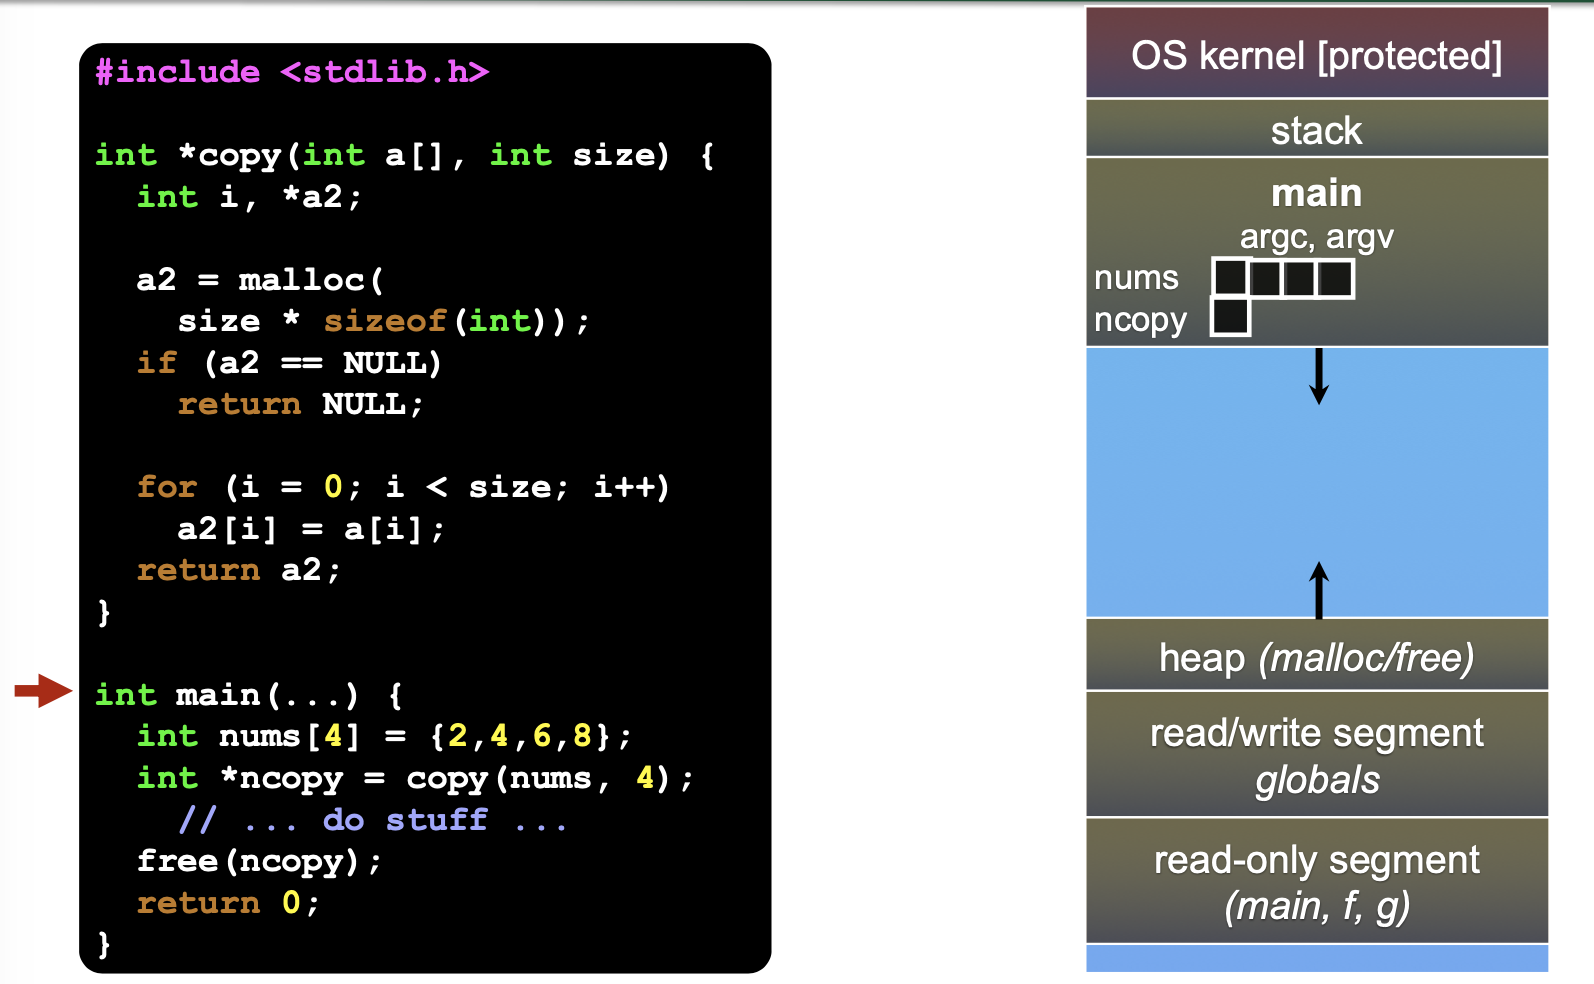 #include <stdlib.h>
int *copy(int a[], int size) {
int i, *a2;
a2 = malloc(
size * sizeof(int));
if (a2 == NULL)
return NULL;
for (i = 0; i < size; i++)
a2[i] = a[i];
return a2;
}
int main(...) {
int nums[4] = {2,4,6,8};
int *ncopy = copy(nums, 4);
// ... do stuff ...
free(ncopy);
return 0;
}
OS kernel [protected]
stack
main
argc, argv
nums
ncopy
heap (malloc/free)
read/write segment
globals
read-only segment
(main, f, g)